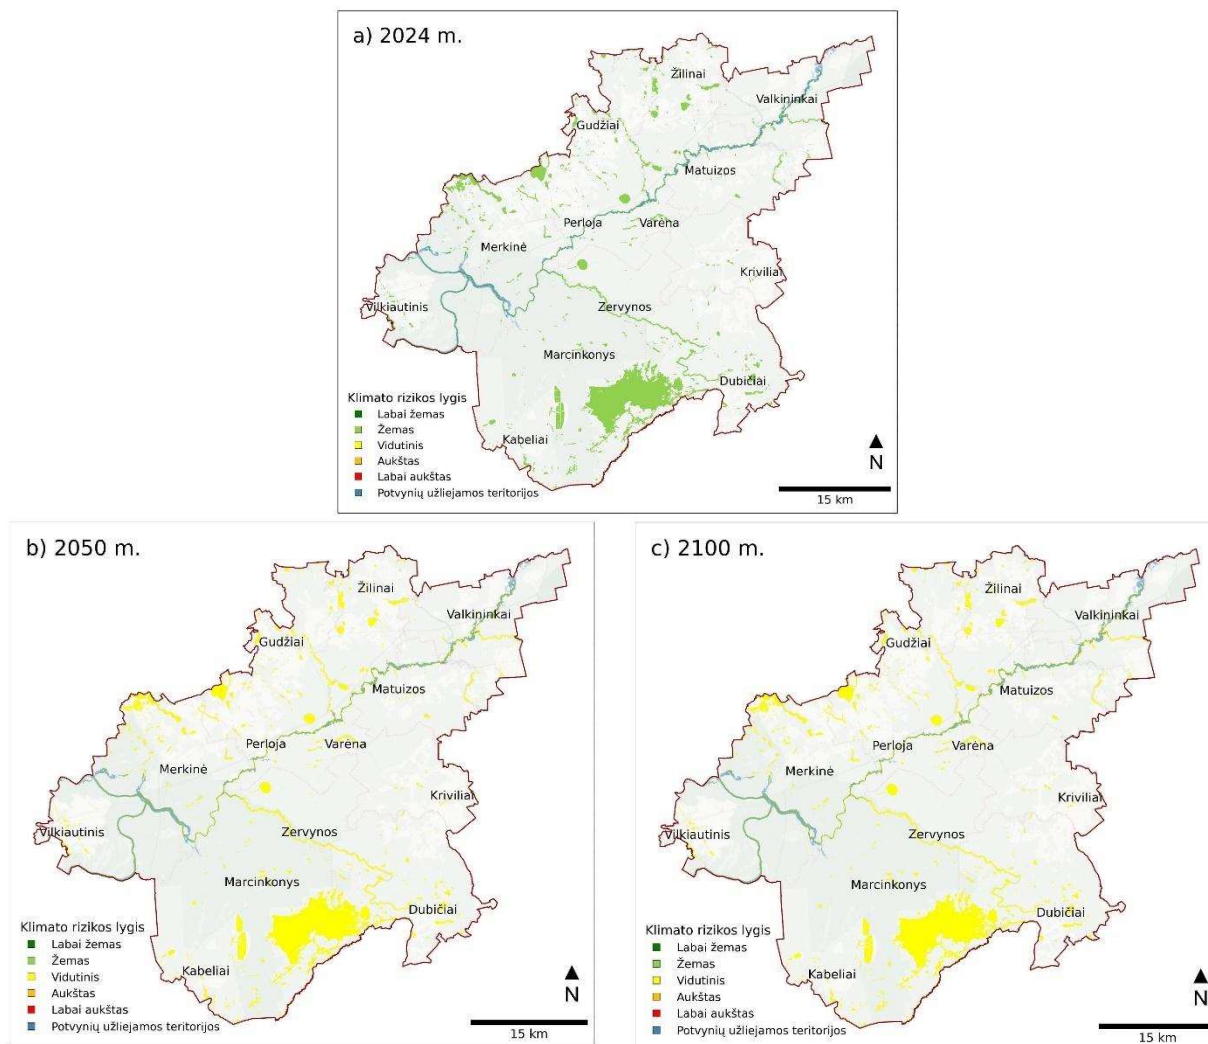 a) 2024 m.
Žilinai
Valkininkai
Gudžiai
Matuizos
Perloja
Varėna
Merkinė
Kriviliai
Vilkiautinis
Zervynos
Marcinkonys
Dubičiai
Kabeliai
Klimato rizikos lygis
Labai žemas
Žemas
Vidutinis
Aukštas
Labai aukštas
Potvynių užliejamos teritorijos
N
15 km
b) 2050 m.
Žilinai
Valkininkai
Gudžiai
Matuizos
Perloja
Varėna
Merkinė
Kriviliai
Vilkiautinis
Zervynos
Marcinkonys
Dubičiai
Kabeliai
Klimato rizikos lygis
Labai žemas
Žemas
Vidutinis
Aukštas
Labai aukštas
Potvynių užliejamos teritorijos
N
15 km
c) 2100 m.
Žilinai
Valkininkai
Gudžiai
Matuizos
Perloja
Varėna
Merkinė
Kriviliai
Vilkiautinis
Zervynos
Marcinkonys
Dubičiai
Kabeliai
Klimato rizikos lygis
Labai žemas
Žemas
Vidutinis
Aukštas
Labai aukštas
Potvynių užliejamos teritorijos
N
15 km